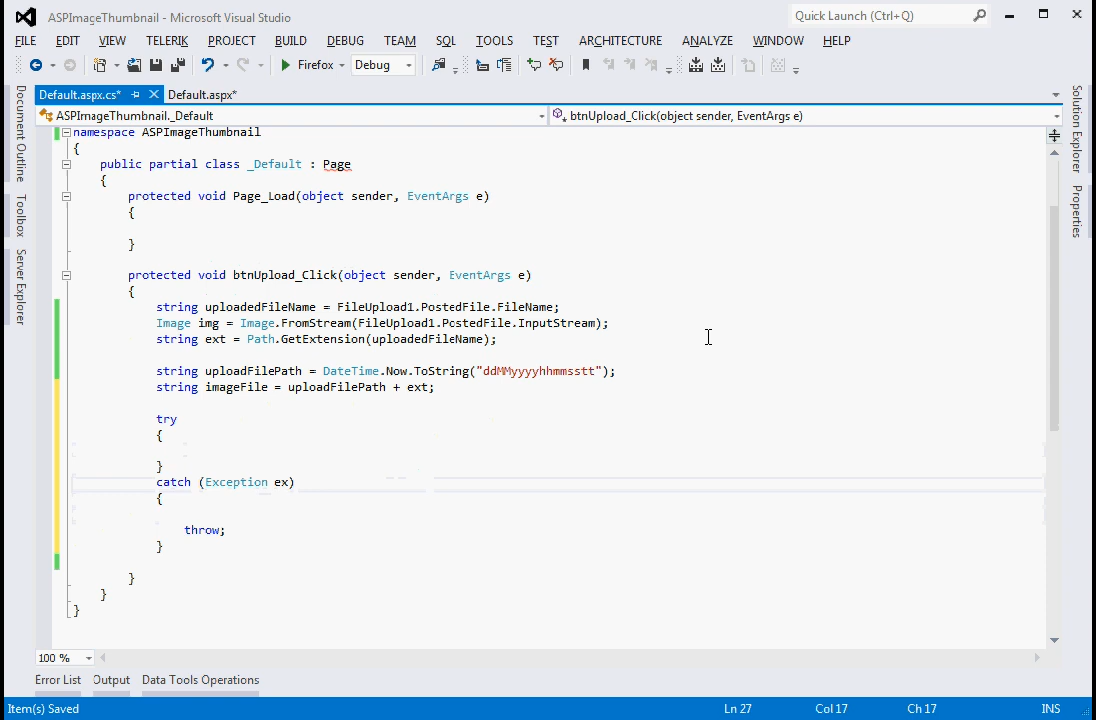 ASPImageThumbnail - Microsoft Visual Studio
Quick Launch (Ctrl+Q)
FILE EDIT VIEW TELERIK PROJECT BUILD DEBUG TEAM SQL TOOLS TEST ARCHITECTURE ANALYZE WINDOW HELP
Firefox Debug
Default.aspx.cs* Default.aspx*
ASPImageThumbnail._Default btnUpload_Click(object sender, EventArgs e)
Document Outline
Toolbox
Server Explorer
Solution Explorer
Properties
namespace ASPImageThumbnail
{
public partial class _Default : Page
{
protected void Page_Load(object sender, EventArgs e)
{
}
protected void btnUpload_Click(object sender, EventArgs e)
{
string uploadedFileName = FileUpload1.PostedFile.FileName;
Image img = Image.FromStream(FileUpload1.PostedFile.InputStream);
string ext = Path.GetExtension(uploadedFileName);
string uploadFilePath = DateTime.Now.ToString("ddMMyyyyhhmmsstt");
string imageFile = uploadFilePath + ext;
try
{
}
catch (Exception ex)
{
throw;
}
}
}
}
100 %
Error List Output Data Tools Operations
Item(s) Saved Ln 27 Col 17 Ch 17 INS